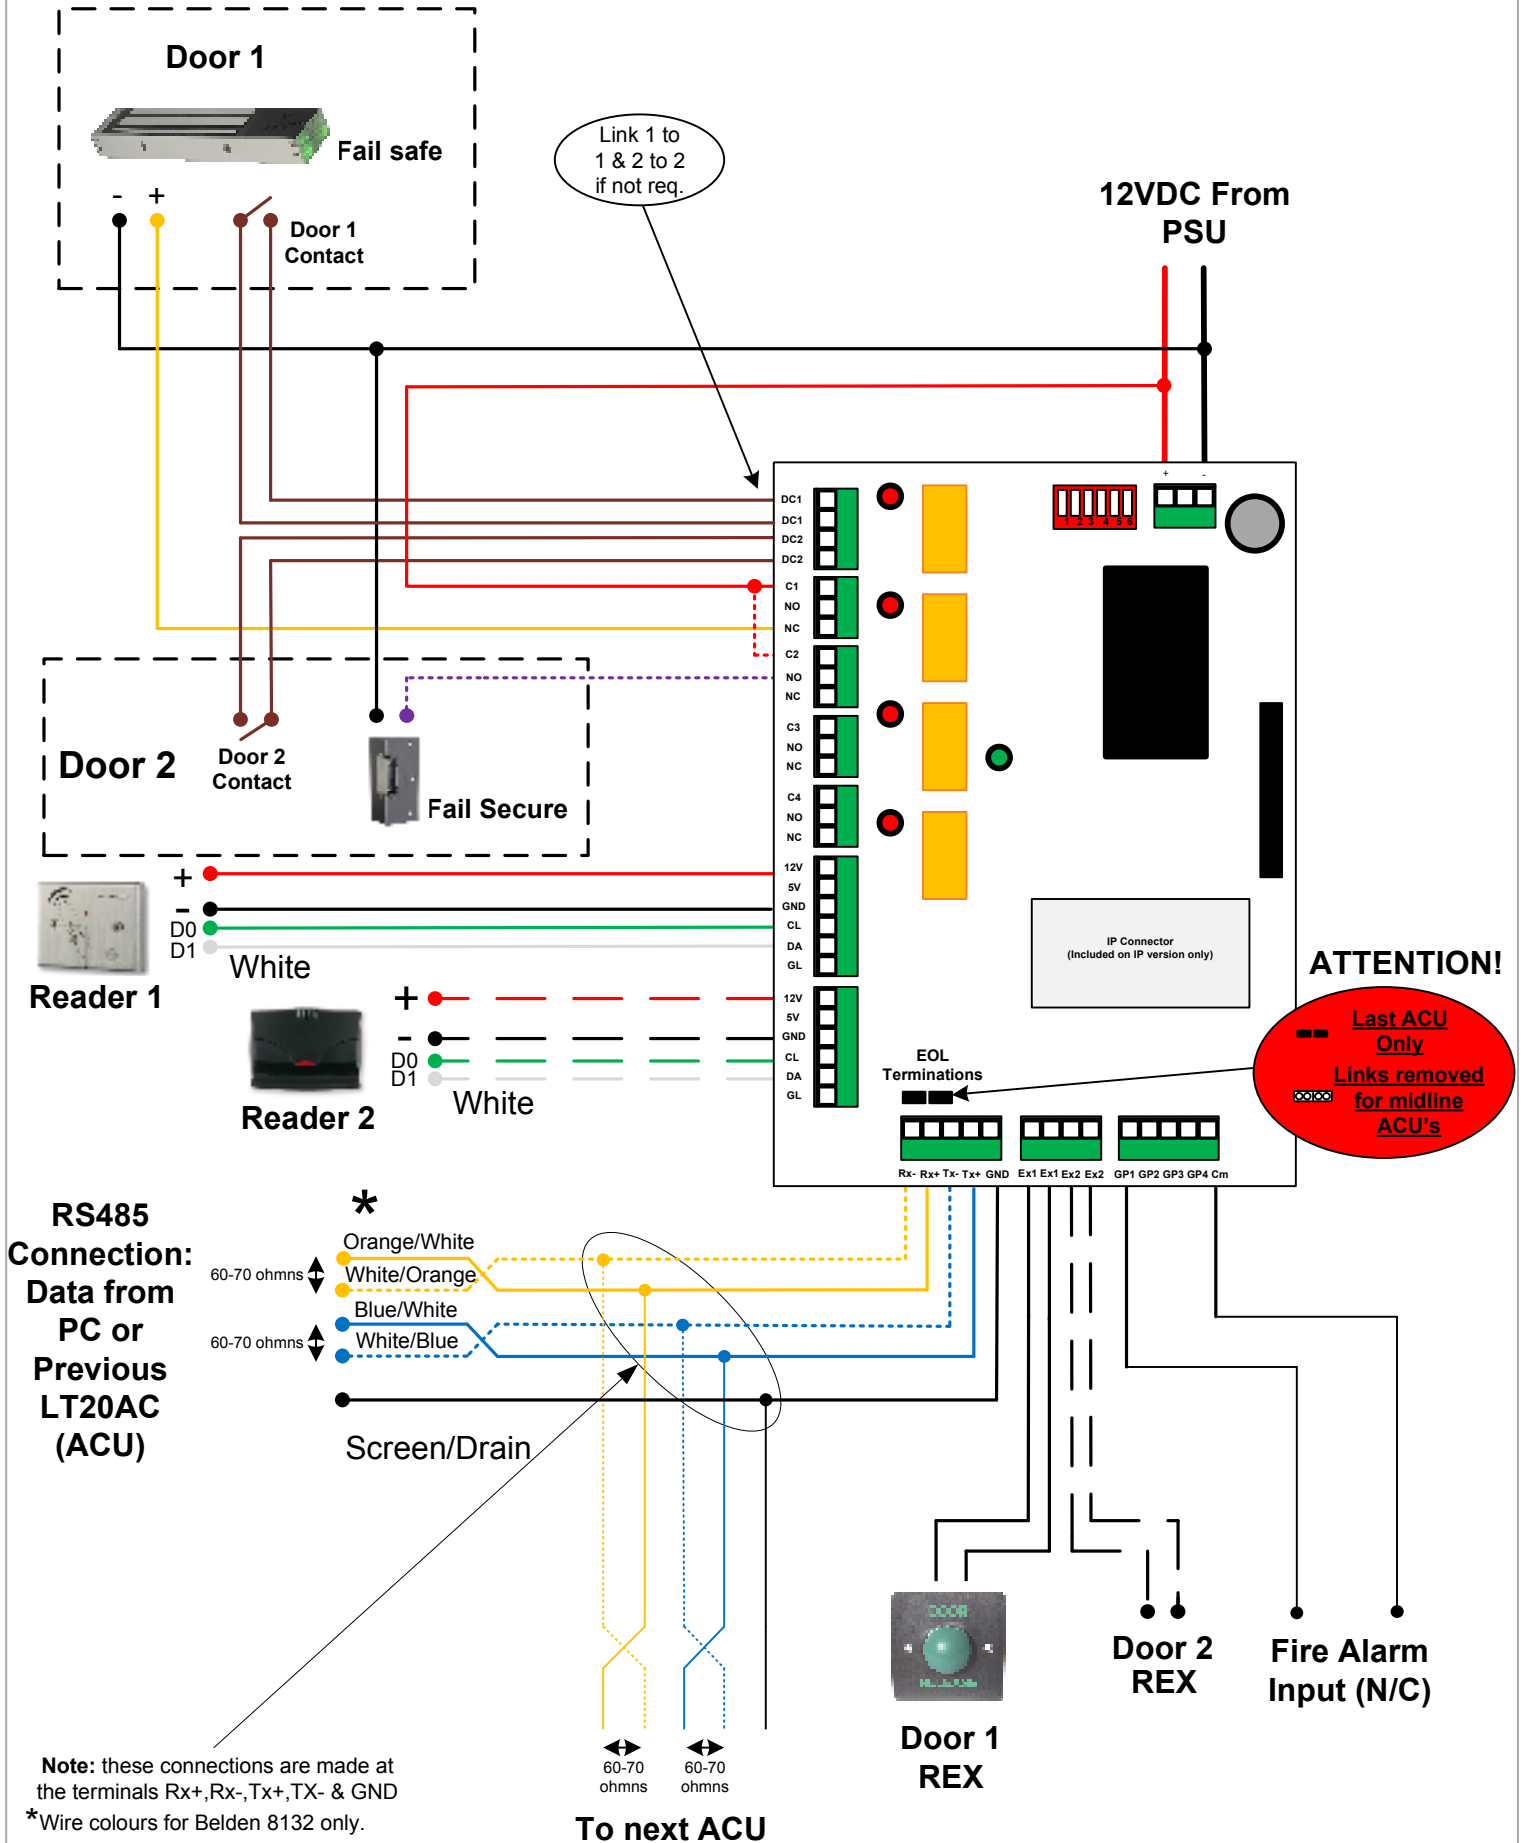 Door 1
Fail safe
- +
Door 1
Contact
Link 1 to
1 & 2 to 2
if not req.
12VDC From
PSU
+ -
DC1
DC1
DC2
DC2
C1
NO
NC
C2
NO
NC
C3
NO
NC
C4
NO
NC
12V
5V
GND
CL
DA
GL
12V
5V
GND
CL
DA
GL
1 2 3 4 5 6
Door 2
Door 2
Contact
Fail Secure
+
-
D0
D1
White
Reader 1
+
-
D0
D1
White
Reader 2
IP Connector
(Included on IP version only)
ATTENTION!
Last ACU
Only
Links removed
for midline
ACU's
EOL
Terminations
Rx- Rx+ Tx- Tx+ GND Ex1 Ex1 Ex2 Ex2 GP1 GP2 GP3 GP4 Cm
RS485
Connection:
Data from
PC or
Previous
LT20AC
(ACU)
*
Orange/White
60-70 ohmns
White/Orange
Blue/White
60-70 ohmns
White/Blue
Screen/Drain
DOOR
Door 1
REX
Door 2
REX
Fire Alarm
Input (N/C)
60-70
ohmns
60-70
ohmns
To next ACU
Note: these connections are made at
the terminals Rx+,Rx-,Tx+,TX- & GND
*Wire colours for Belden 8132 only.